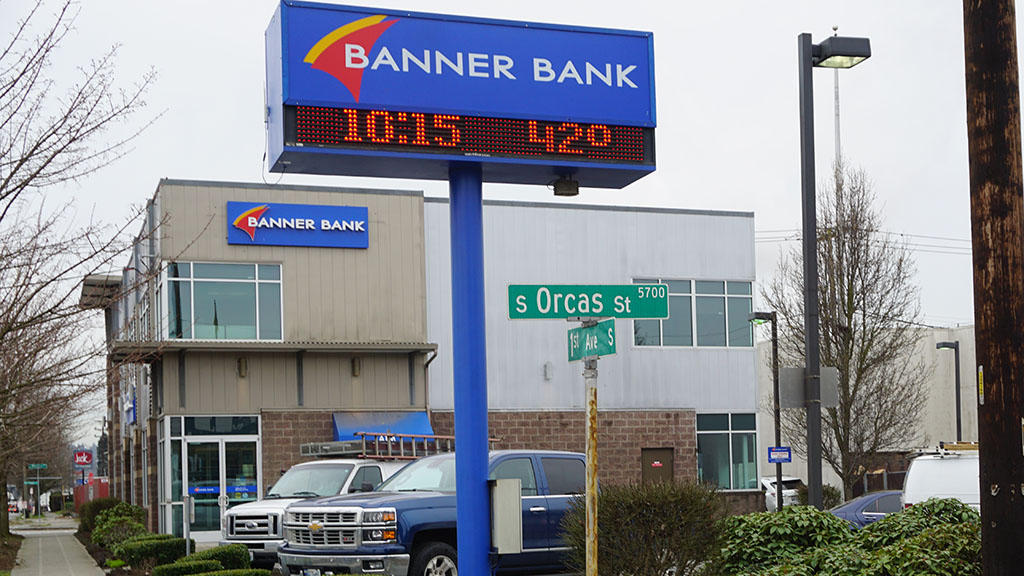 BANNER BANK
10:15 42°
BANNER BANK
S Orcas St 5700
1st Ave S